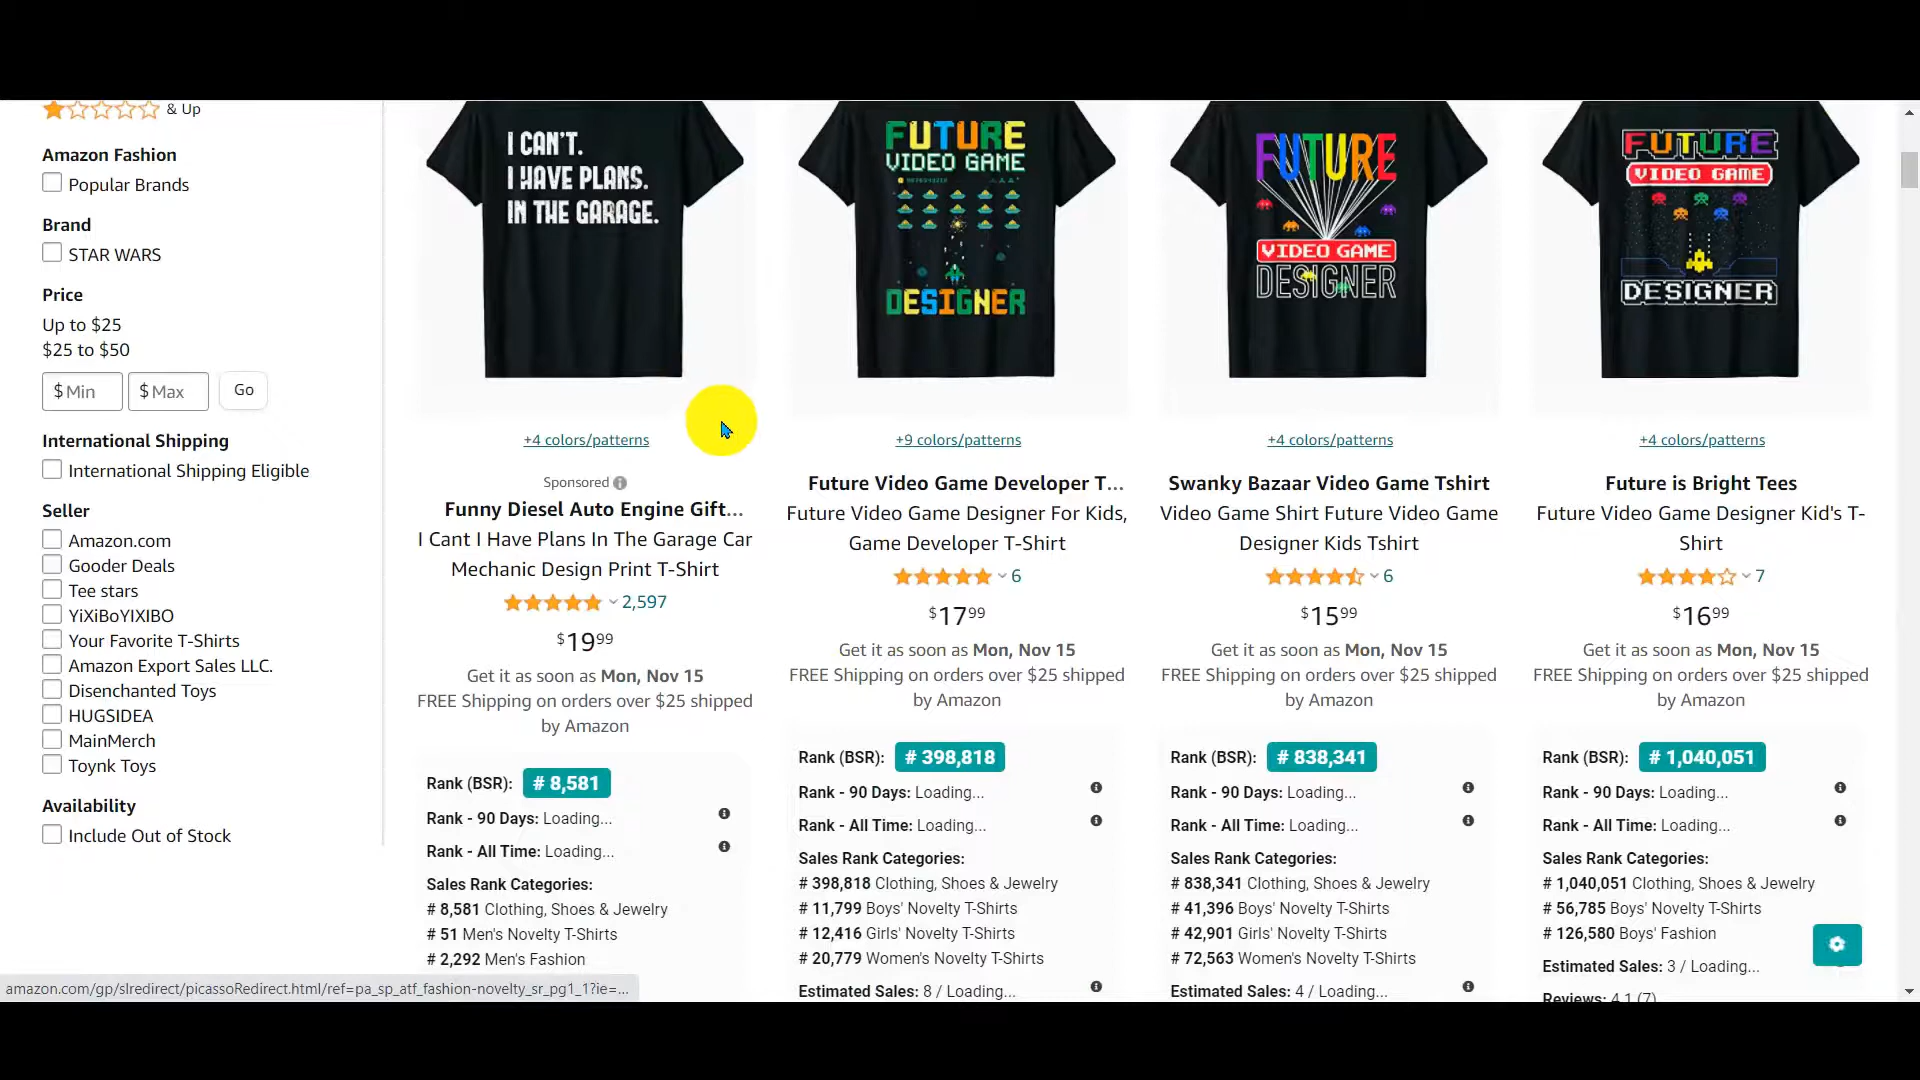 & Up
Amazon Fashion
Popular Brands
Brand
STAR WARS
Price
Up to $25
$25 to $50
$ Min
$ Max
Go
International Shipping
International Shipping Eligible
Seller
Amazon.com
Gooder Deals
Tee stars
YiXiBoYIXIBO
Your Favorite T-Shirts
Amazon Export Sales LLC.
Disenchanted Toys
HUGSIDEA
MainMerch
Toynk Toys
Availability
Include Out of Stock
I CAN'T.
I HAVE PLANS.
IN THE GARAGE.
+4 colors/patterns
Sponsored
Funny Diesel Auto Engine Gift...
I Cant I Have Plans In The Garage Car
Mechanic Design Print T-Shirt
2,597
$19 99
Get it as soon as Mon, Nov 15
FREE Shipping on orders over $25 shipped
by Amazon
Rank (BSR): # 8,581
Rank - 90 Days: Loading...
Rank - All Time: Loading...
Sales Rank Categories:
# 8,581 Clothing, Shoes & Jewelry
# 51 Men's Novelty T-Shirts
# 2,292 Men's Fashion
FUTURE
VIDEO GAME
DESIGNER
+9 colors/patterns
Future Video Game Developer T...
Future Video Game Designer For Kids,
Game Developer T-Shirt
6
$17 99
Get it as soon as Mon, Nov 15
FREE Shipping on orders over $25 shipped
by Amazon
Rank (BSR): # 398,818
Rank - 90 Days: Loading...
Rank - All Time: Loading...
Sales Rank Categories:
# 398,818 Clothing, Shoes & Jewelry
# 11,799 Boys' Novelty T-Shirts
# 12,416 Girls' Novelty T-Shirts
# 20,779 Women's Novelty T-Shirts
Estimated Sales: 8 / Loading...
FUTURE
VIDEO GAME
DESIGNER
+4 colors/patterns
Swanky Bazaar Video Game Tshirt
Video Game Shirt Future Video Game
Designer Kids Tshirt
6
$15 99
Get it as soon as Mon, Nov 15
FREE Shipping on orders over $25 shipped
by Amazon
Rank (BSR): # 838,341
Rank - 90 Days: Loading...
Rank - All Time: Loading...
Sales Rank Categories:
# 838,341 Clothing, Shoes & Jewelry
# 41,396 Boys' Novelty T-Shirts
# 42,901 Girls' Novelty T-Shirts
# 72,563 Women's Novelty T-Shirts
Estimated Sales: 4 / Loading...
FUTURE
VIDEO GAME
DESIGNER
+4 colors/patterns
Future is Bright Tees
Future Video Game Designer Kid's T-
Shirt
7
$16 99
Get it as soon as Mon, Nov 15
FREE Shipping on orders over $25 shipped
by Amazon
Rank (BSR): # 1,040,051
Rank - 90 Days: Loading...
Rank - All Time: Loading...
Sales Rank Categories:
# 1,040,051 Clothing, Shoes & Jewelry
# 56,785 Boys' Novelty T-Shirts
# 126,580 Boys' Fashion
Estimated Sales: 3 / Loading...
Reviews: 4.1 (7)
amazon.com/gp/slredirect/picassoRedirect.html/ref=pa_sp_atf_fashion-novelty_sr_pg1_1?ie=...